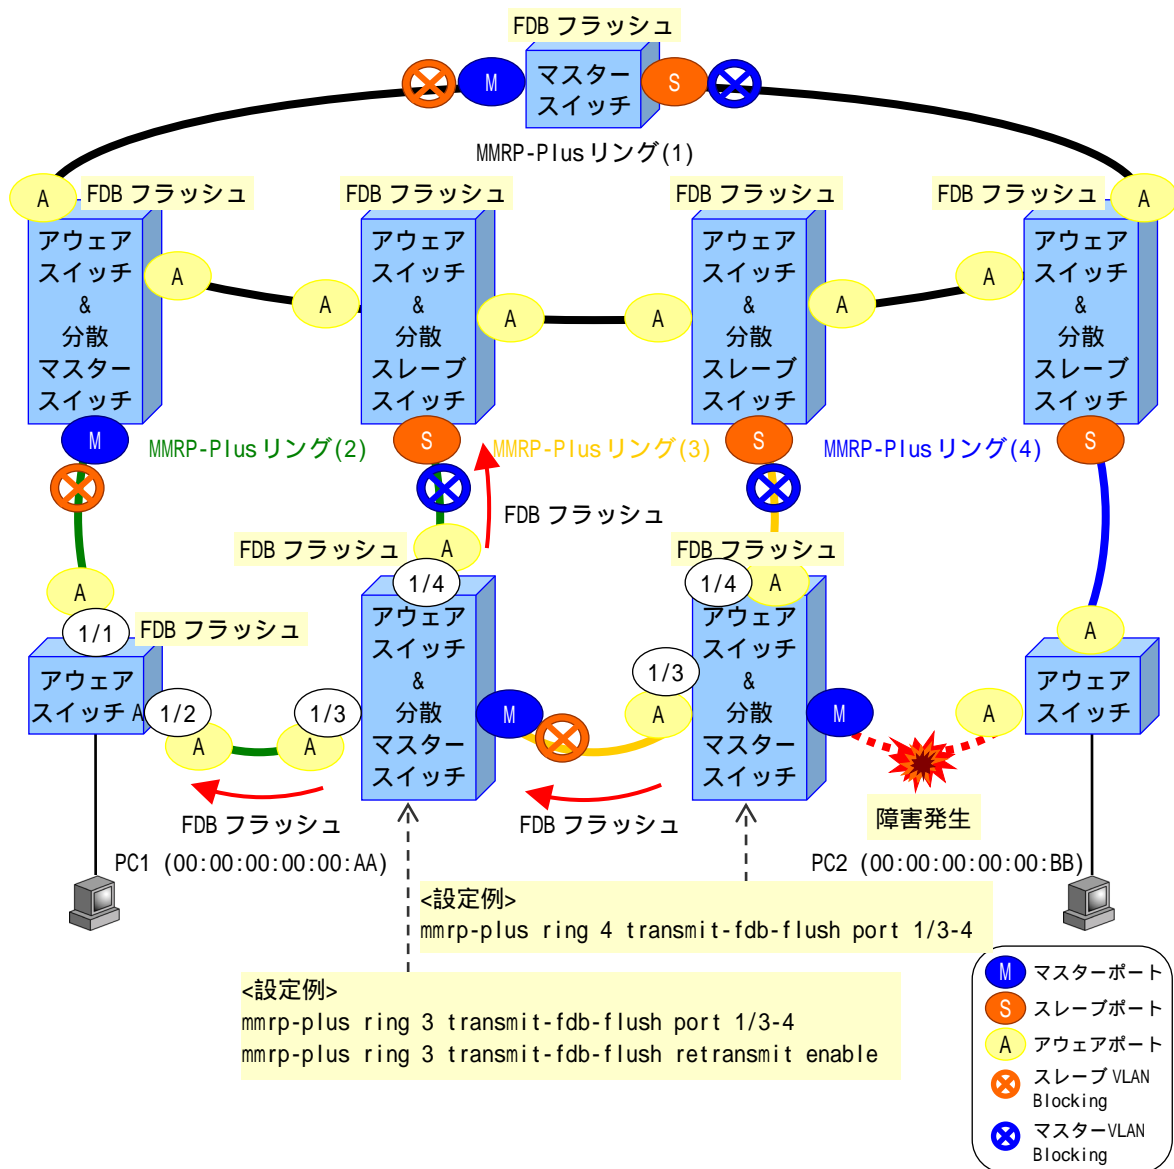 FDB フラッシュ
M
マスター
スイッチ
S
MMRP-Plus リング(1)
A
FDB フラッシュ
FDB フラッシュ
FDB フラッシュ
FDB フラッシュ
A
アウェア
スイッチ
&
分散
マスター
スイッチ
A
A
アウェア
スイッチ
&
分散
スレーブ
スイッチ
A
A
アウェア
スイッチ
&
分散
スレーブ
スイッチ
A
A
アウェア
スイッチ
&
分散
スレーブ
スイッチ
M
MMRP-Plus リング(2)
S
MMRP-Plus リング(3)
S
MMRP-Plus リング(4)
S
FDB フラッシュ
FDB フラッシュ
A
FDB フラッシュ
A
1/4
1/4
A
A
1/1
FDB フラッシュ
アウェア
スイッチ A
1/2
A
1/3
A
アウェア
スイッチ
&
分散
マスター
スイッチ
M
1/3
A
アウェア
スイッチ
&
分散
マスター
スイッチ
M
A
アウェア
スイッチ
FDB フラッシュ
FDB フラッシュ
障害発生
PC1 (00:00:00:00:00:AA)
PC2 (00:00:00:00:00:BB)
<設定例>
mmrp-plus ring 4 transmit-fdb-flush port 1/3-4
<設定例>
mmrp-plus ring 3 transmit-fdb-flush port 1/3-4
mmrp-plus ring 3 transmit-fdb-flush retransmit enable
M マスターポート
S スレーブポート
A アウェアポート
スレーブ VLAN
Blocking
マスターVLAN
Blocking